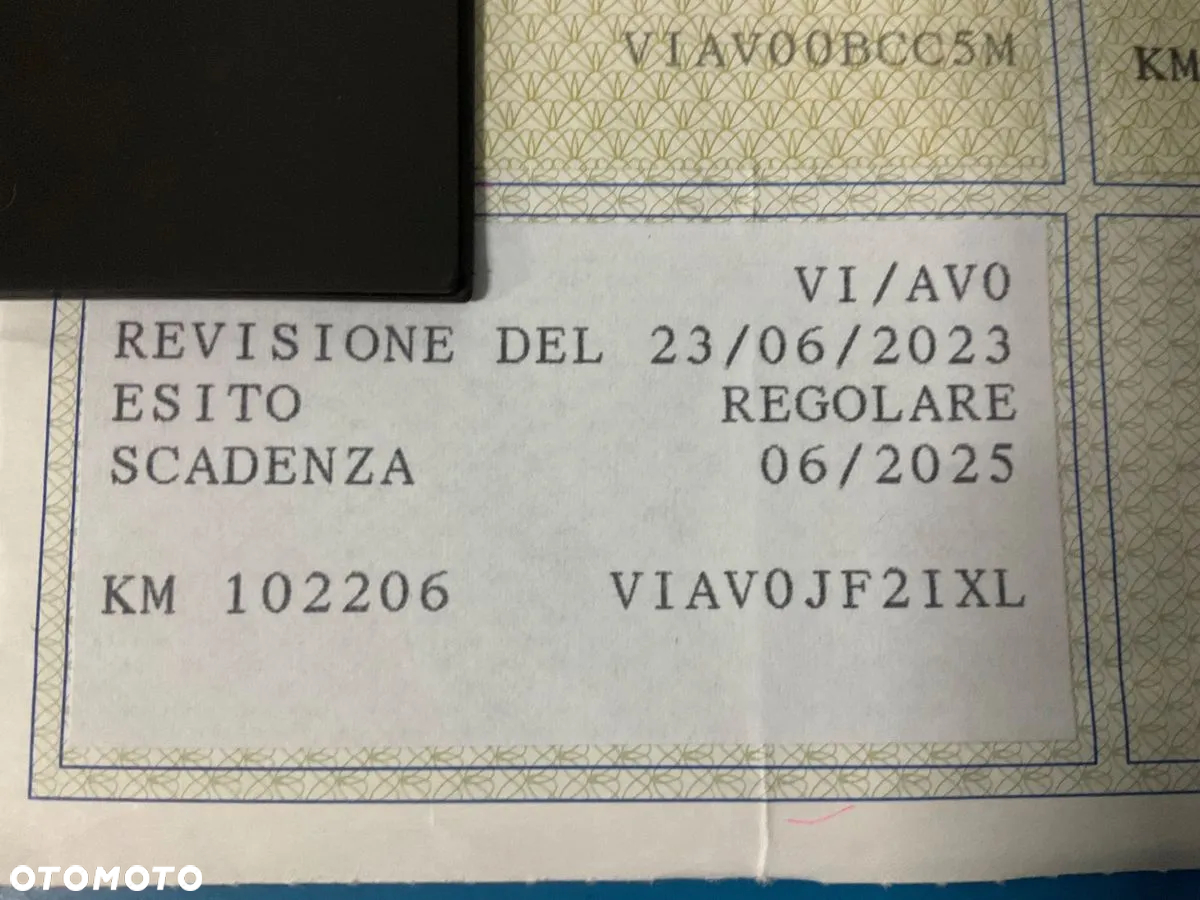 VIAV00BCC5M
KM
VI/AV0
REVISIONE DEL 23/06/2023
ESITO REGOLARE
SCADENZA 06/2025
KM 102206 VIAV0JF2IXL
OTOMOTO